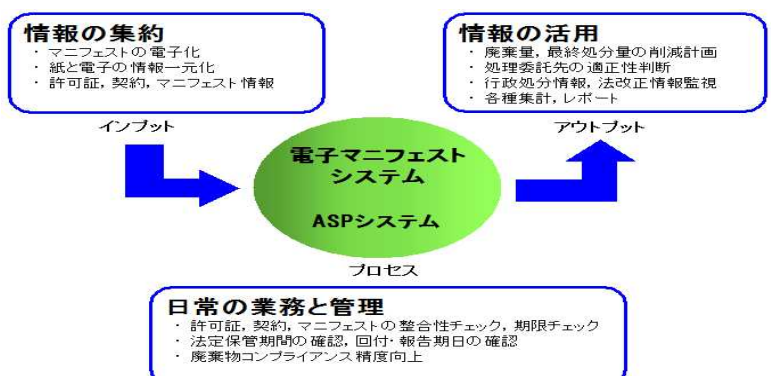 情報の集約
・ マニフェストの電子化
・ 紙と電子の情報一元化
・ 許可証, 契約, マニフェスト情報
インプット
情報の活用
・ 廃棄量, 最終処分量の削減計画
・ 処理委託先の適正性判断
・ 行政処分情報, 法改正情報監視
・ 各種集計, レポート
アウトプット
電子マニフェスト
システム
ASPシステム
プロセス
日常の業務と管理
・ 許可証, 契約, マニフェストの整合性チェック, 期限チェック
・ 法定保管期間の確認, 回付・報告期日の確認
・ 廃棄物コンプライアンス精度向上